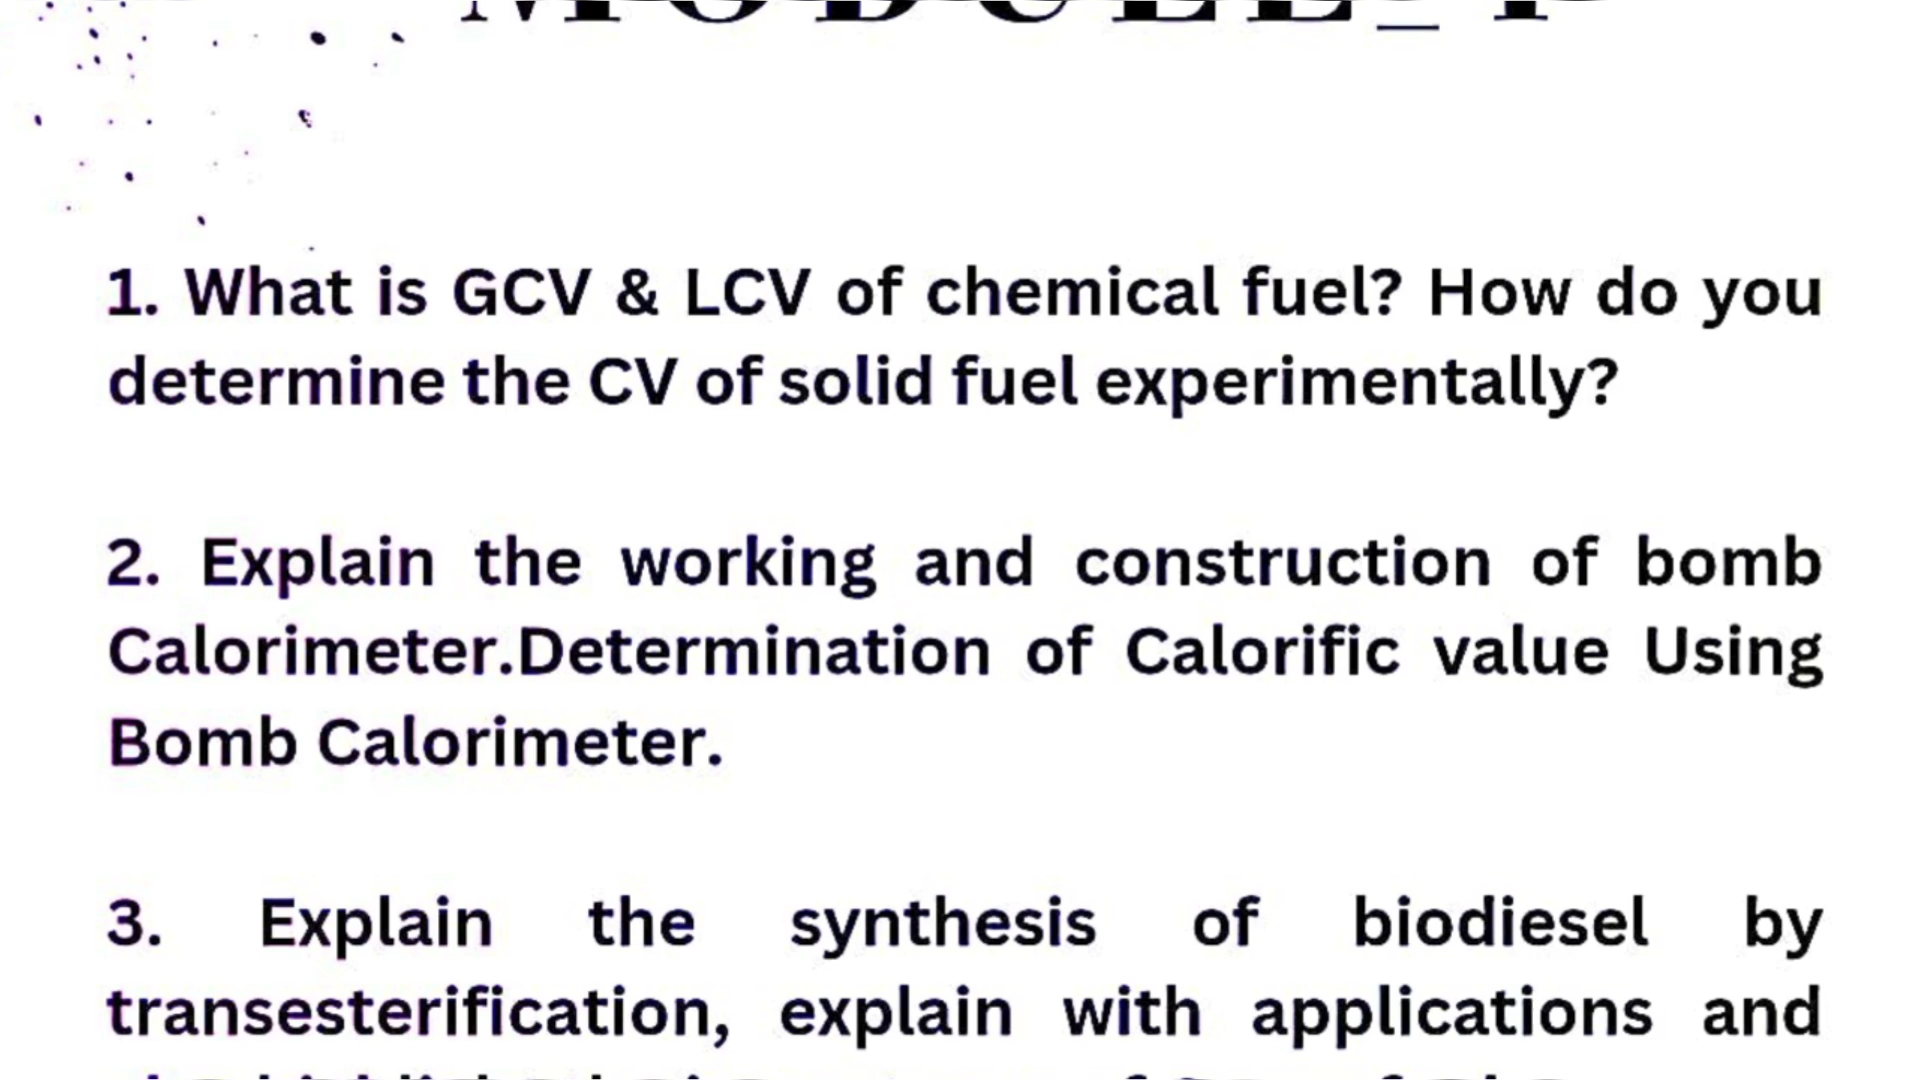 1. What is GCV & LCV of chemical fuel? How do you
determine the CV of solid fuel experimentally?
2. Explain the working and construction of bomb
Calorimeter.Determination of Calorific value Using
Bomb Calorimeter.
3. Explain the synthesis of biodiesel by
transesterification, explain with applications and